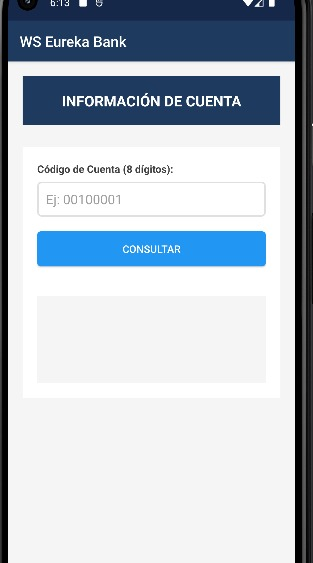 6:13
WS Eureka Bank
INFORMACIÓN DE CUENTA
Código de Cuenta (8 dígitos):
Ej: 00100001
CONSULTAR